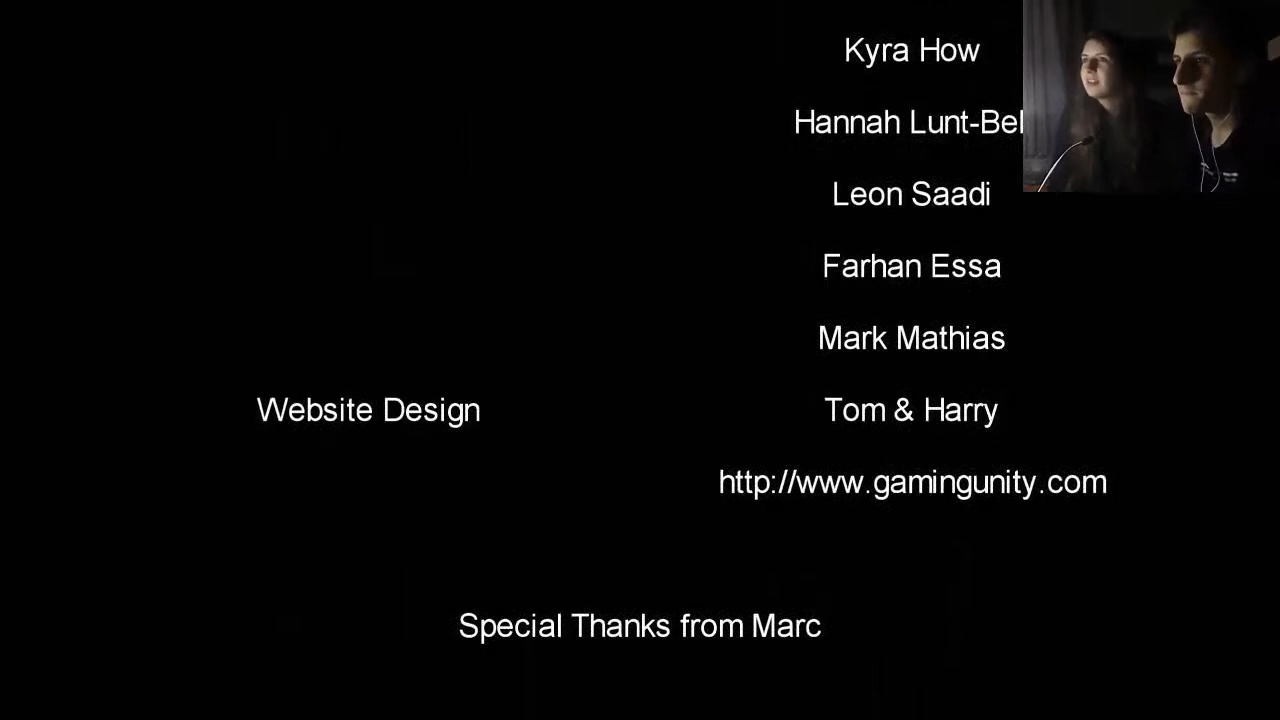 Kyra How
Hannah Lunt-Bel
Leon Saadi
Farhan Essa
Mark Mathias
Website Design Tom & Harry
http://www.gamingunity.com
Special Thanks from Marc